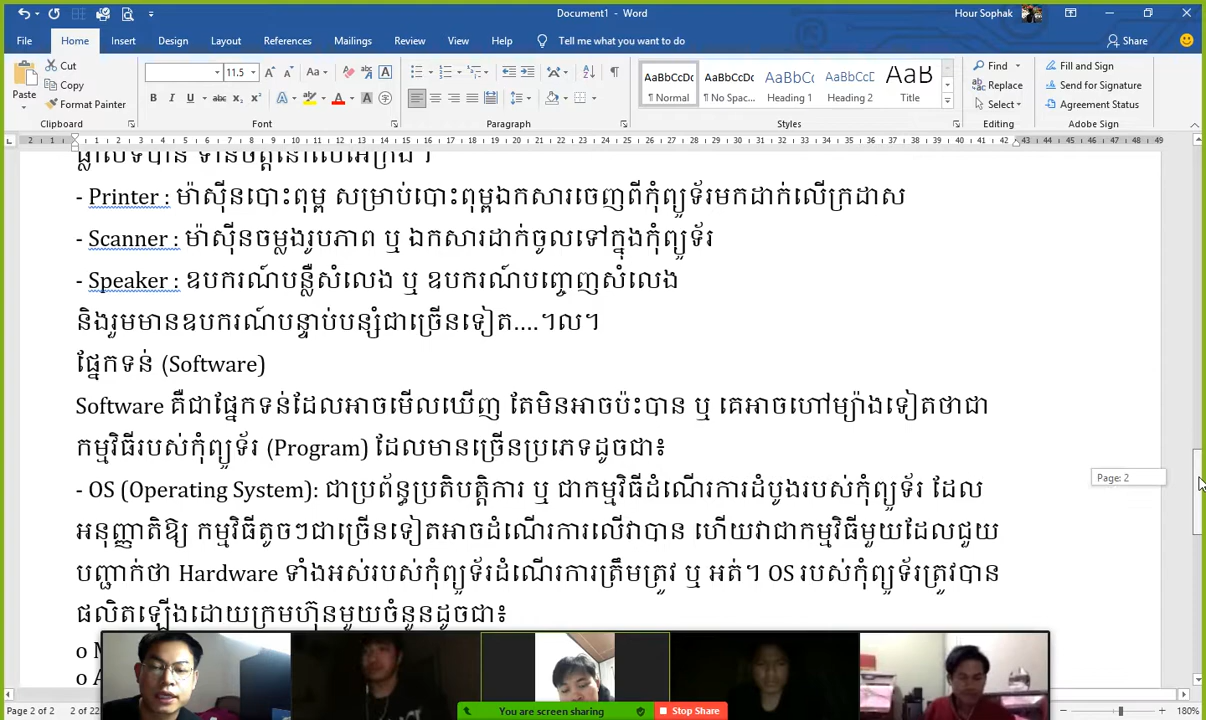 Document1 - Word
Hour Sophak
File Home Insert Design Layout References Mailings Review View Help Tell me what you want to do Share
Cut
Copy
Format Painter
Paste
11.5
Find
Replace
Select
Fill and Sign
Send for Signature
Agreement Status
AaBbCcDc AaBbCcDc AaBbC AaBbCcD AaB
¶ Normal ¶ No Spac... Heading 1 Heading 2 Title
Clipboard Font Paragraph Styles Editing Adobe Sign
- Printer : ម៉ាស៊ីនបោះពុម្ព សម្រាប់បោះពុម្ពឯកសារចេញពីកុំព្យូទ័រមកដាក់លើក្រដាស
- Scanner : ម៉ាស៊ីនចម្លងរូបភាព ឬ ឯកសារដាក់ចូលទៅក្នុងកុំព្យូទ័រ
- Speaker : ឧបករណ៍បន្លឺសំលេង ឬ ឧបករណ៍បញ្ចេញសំលេង
និងរួមមានឧបករណ៍បន្ទាប់បន្សំជាច្រើនទៀត....។ល។
ផ្នែកទន់ (Software)
Software គឺជាផ្នែកទន់ដែលអាចមើលឃើញ តែមិនអាចប៉ះបាន ឬ គេអាចហៅម្យ៉ាងទៀតថាជា
កម្មវិធីរបស់កុំព្យូទ័រ (Program) ដែលមានច្រើនប្រភេទដូចជា៖
- OS (Operating System): ជាប្រព័ន្ធប្រតិបត្តិការ ឬ ជាកម្មវិធីដំណើរការដំបូងរបស់កុំព្យូទ័រ ដែល
អនុញ្ញាតិឱ្យ កម្មវិធីតូចៗជាច្រើនទៀតអាចដំណើរការលើវាបាន ហើយវាជាកម្មវិធីមួយដែលជួយ
បញ្ជាក់ថា Hardware ទាំងអស់របស់កុំព្យូទ័រដំណើរការត្រឹមត្រូវ ឬ អត់។ OS របស់កុំព្យូទ័រត្រូវបាន
ផលិតឡើងដោយក្រុមហ៊ុនមួយចំនួនដូចជា៖
Page: 2
You are screen sharing Stop Share
Page 2 of 2
180%